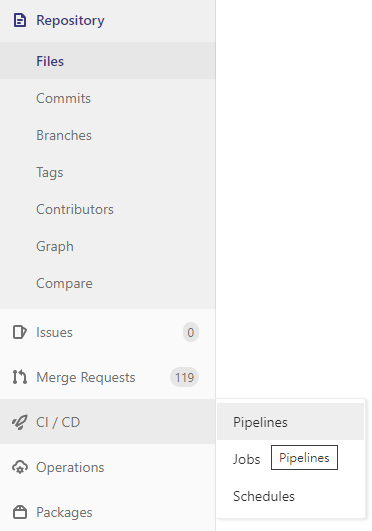 Repository
Files
Commits
Branches
Tags
Contributors
Graph
Compare
Issues 0
Merge Requests 119
CI / CD
Pipelines
Jobs
Pipelines
Operations
Schedules
Packages